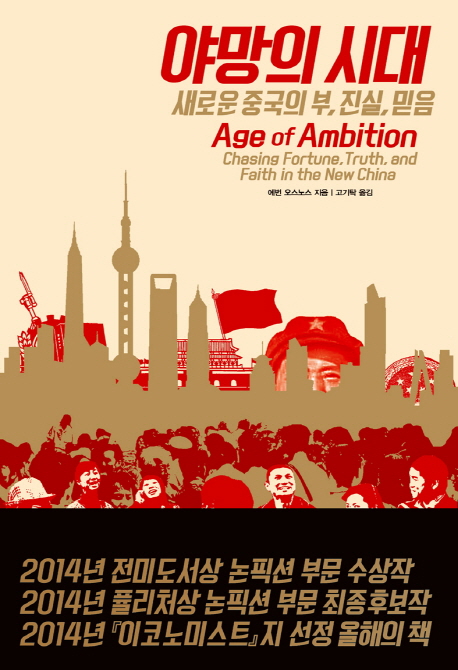 야망의 시대
새로운 중국의 부, 진실, 믿음
Age of Ambition
Chasing Fortune, Truth, and
Faith in the New China
에번 오스노스 지음 | 고기탁 옮김
2014년 전미도서상 논픽션 부문 수상작
2014년 퓰리처상 논픽션 부문 최종후보작
2014년 『이코노미스트』지 선정 올해의 책